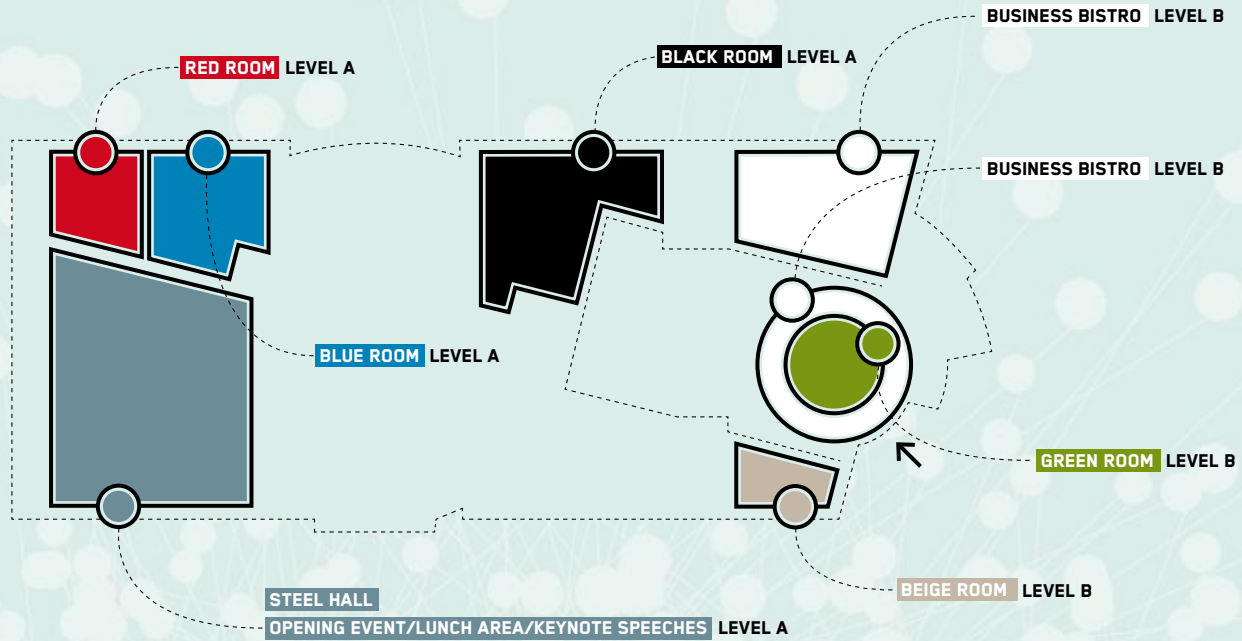 BUSINESS BISTRO LEVEL B
RED ROOM LEVEL A
BLACK ROOM LEVEL A
BUSINESS BISTRO LEVEL B
BLUE ROOM LEVEL A
GREEN ROOM LEVEL B
BEIGE ROOM LEVEL B
STEEL HALL
OPENING EVENT/LUNCH AREA/KEYNOTE SPEECHES LEVEL A